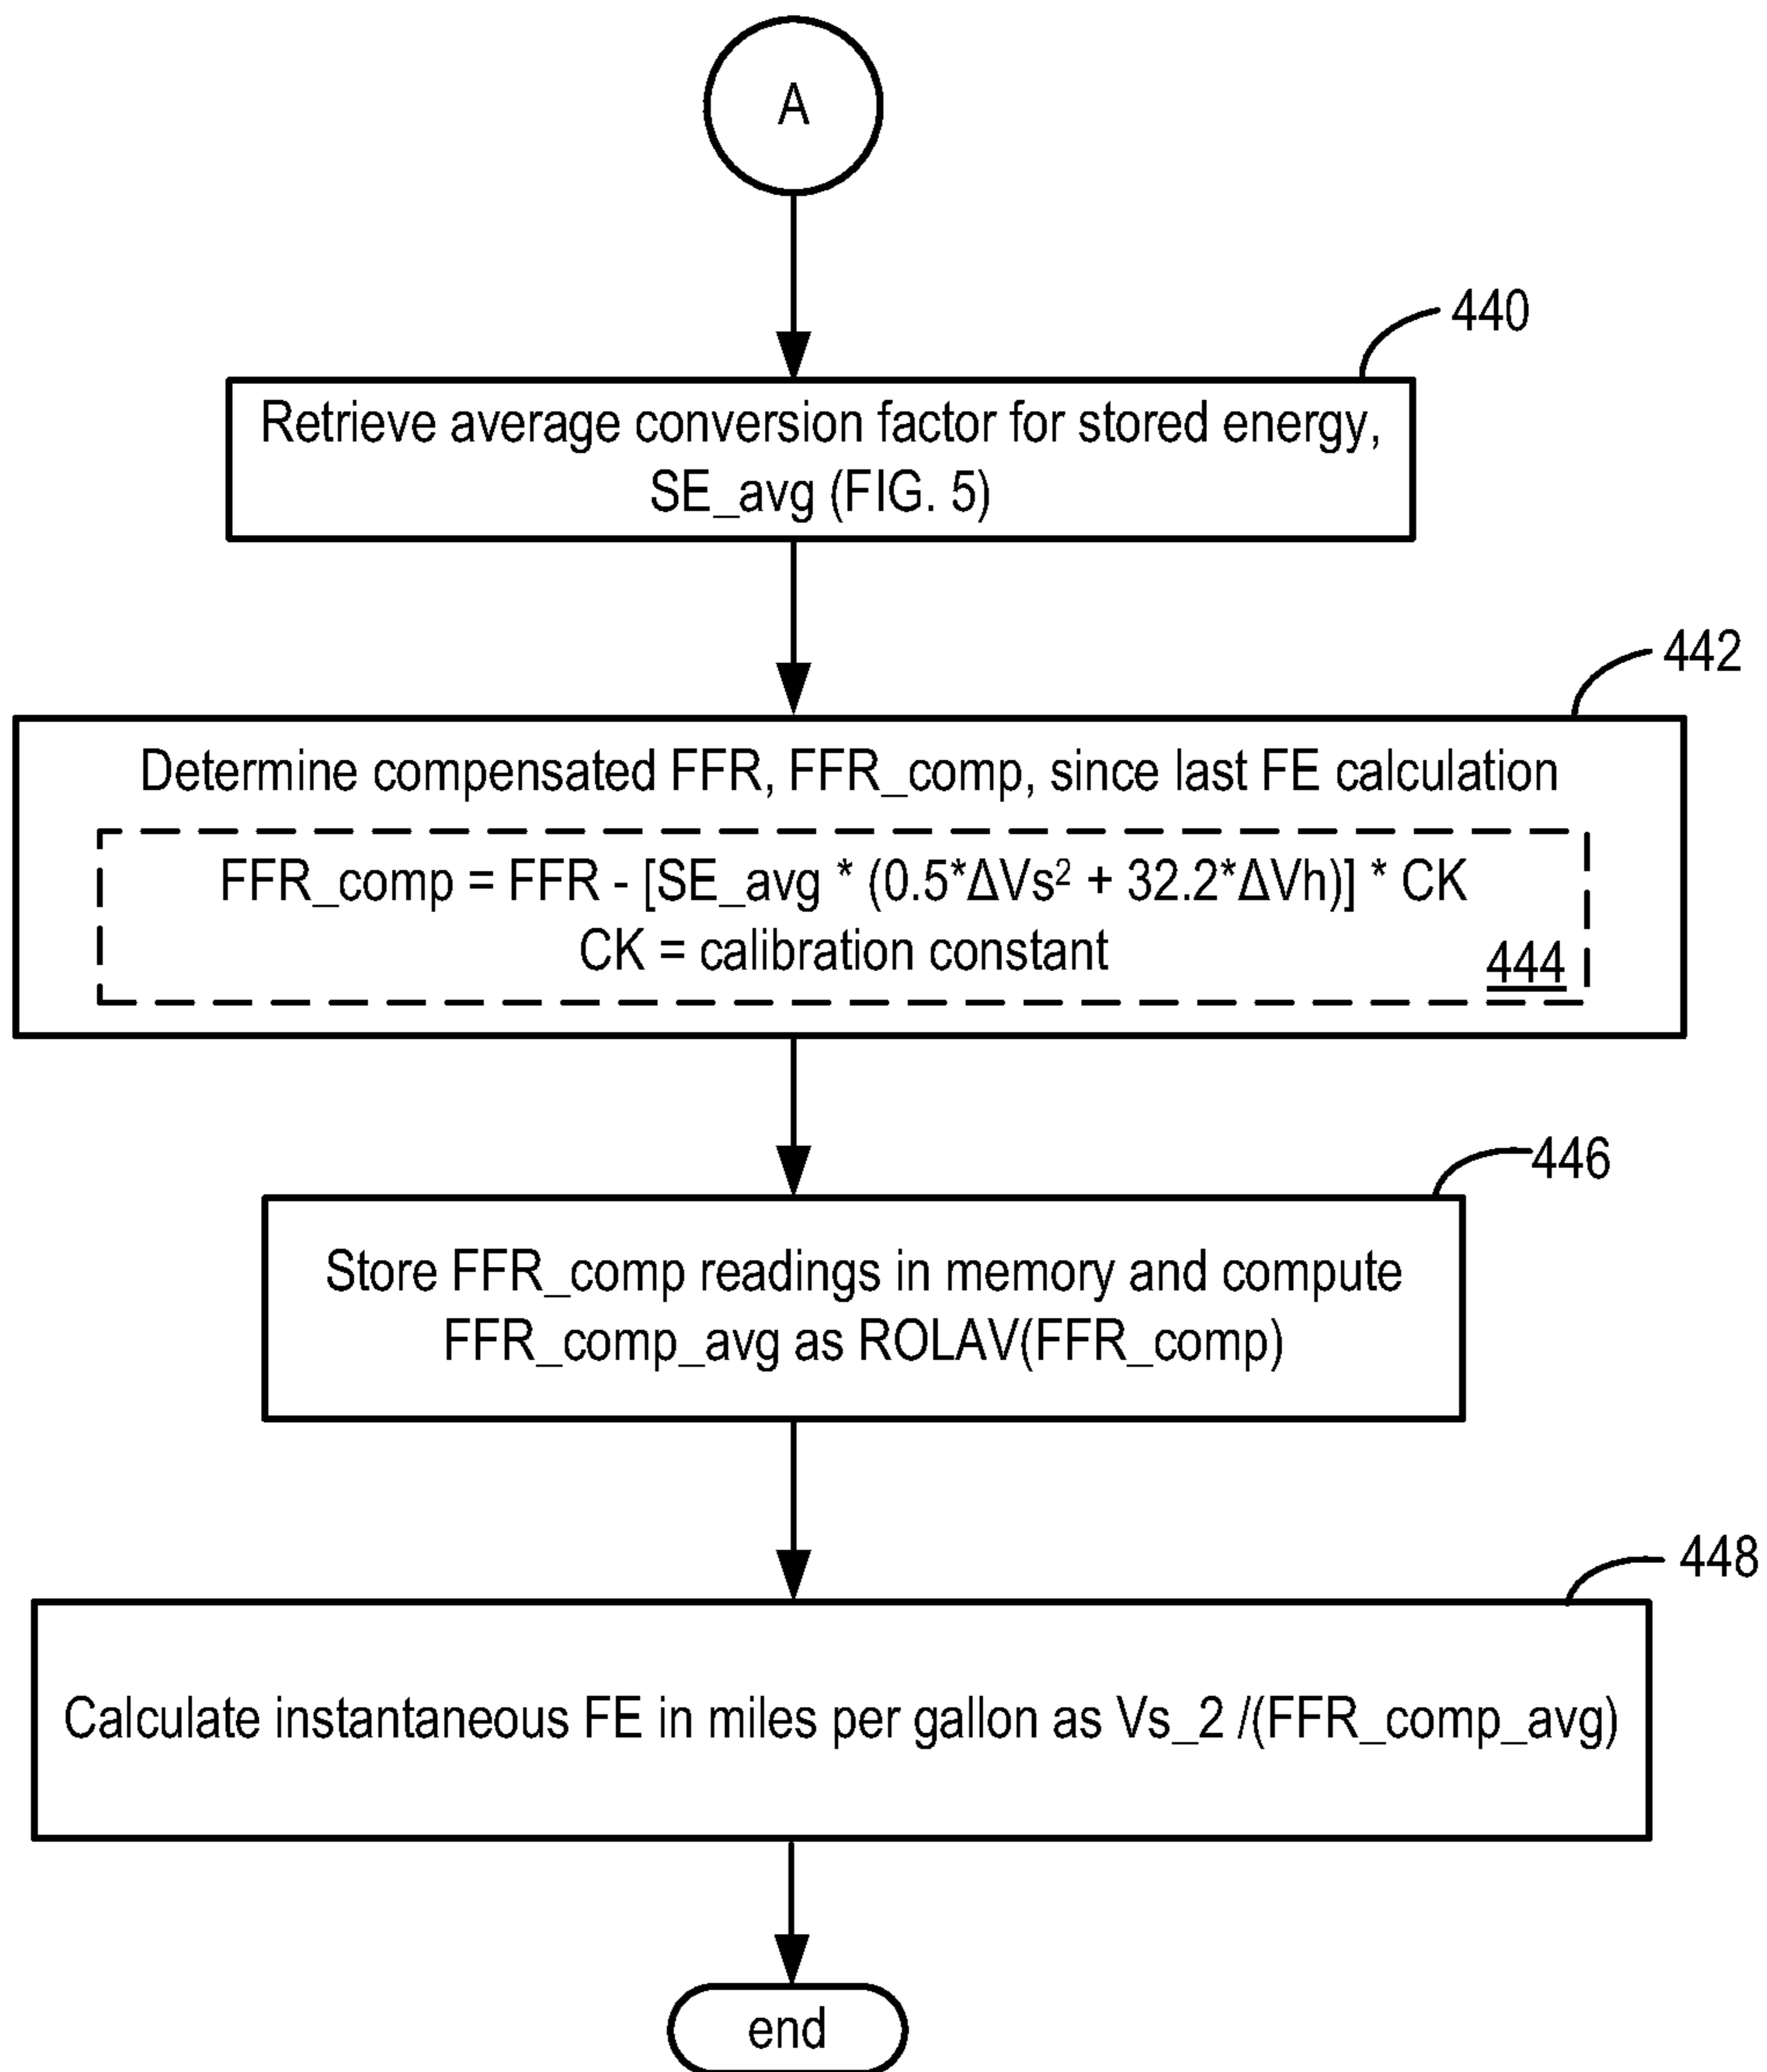 A
440
Retrieve average conversion factor for stored energy,
SE_avg (FIG. 5)
442
Determine compensated FFR, FFR_comp, since last FE calculation
FFR_comp = FFR - [SE_avg * (0.5*ΔVs² + 32.2*ΔVh)] * CK
CK = calibration constant
444
446
Store FFR_comp readings in memory and compute
FFR_comp_avg as ROLAV(FFR_comp)
448
Calculate instantaneous FE in miles per gallon as Vs_2 /(FFR_comp_avg)
end